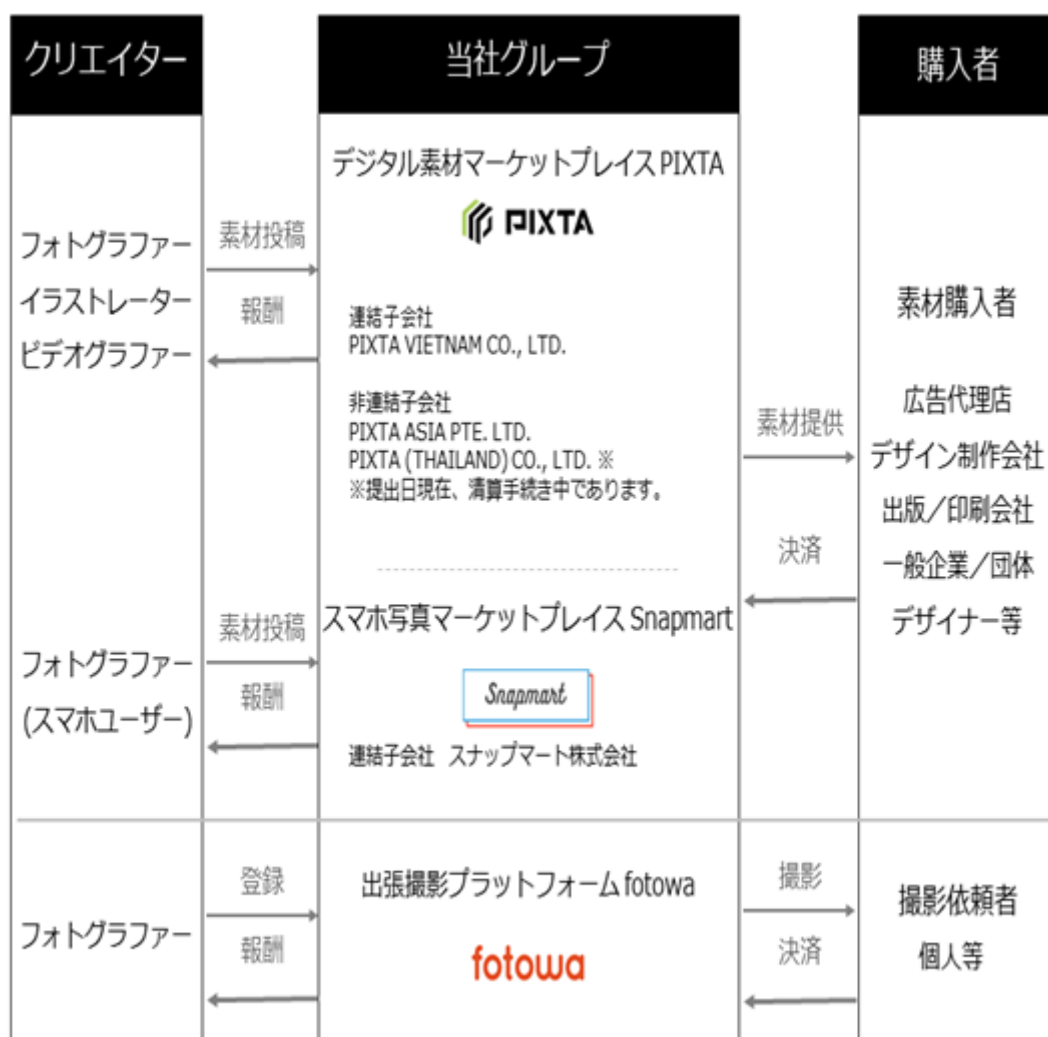 クリエイター
当社グループ
購入者
フォトグラファー
イラストレーター
ビデオグラファー
素材投稿
報酬
デジタル素材マーケットプレイス PIXTA
PIXTA
連結子会社
PIXTA VIETNAM CO., LTD.
非連結子会社
PIXTA ASIA PTE. LTD.
PIXTA (THAILAND) CO., LTD. ※
※提出日現在、清算手続き中であります。
素材提供
決済
素材購入者
広告代理店
デザイン制作会社
出版／印刷会社
一般企業／団体
デザイナー等
フォトグラファー
(スマホユーザー)
素材投稿
報酬
スマホ写真マーケットプレイス Snapmart
Snapmart
連結子会社 スナップマート株式会社
フォトグラファー
登録
報酬
出張撮影プラットフォーム fotowa
fotowa
撮影
決済
撮影依頼者
個人等